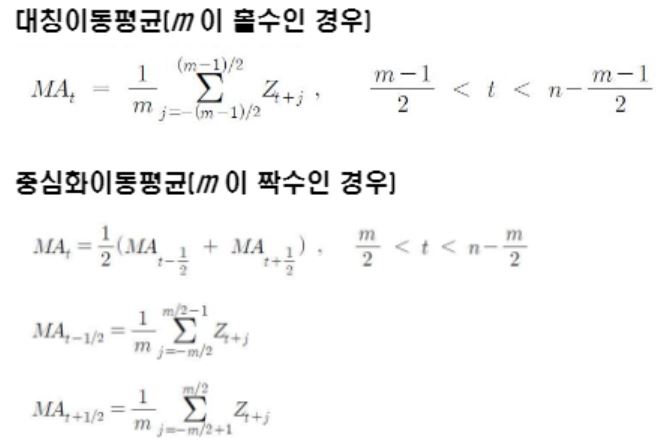 대칭이동평균(m 이 홀수인 경우)
MA_t = \frac{1}{m} \sum_{j=-(m-1)/2}^{(m-1)/2} Z_{t+j} , \frac{m-1}{2} < t < n-\frac{m-1}{2}
중심화이동평균(m 이 짝수인 경우)
MA_t = \frac{1}{2}(MA_{t-\frac{1}{2}} + MA_{t+\frac{1}{2}}) , \frac{m}{2} < t < n-\frac{m}{2}
MA_{t-1/2} = \frac{1}{m} \sum_{j=-m/2}^{m/2-1} Z_{t+j}
MA_{t+1/2} = \frac{1}{m} \sum_{j=-m/2+1}^{m/2} Z_{t+j}